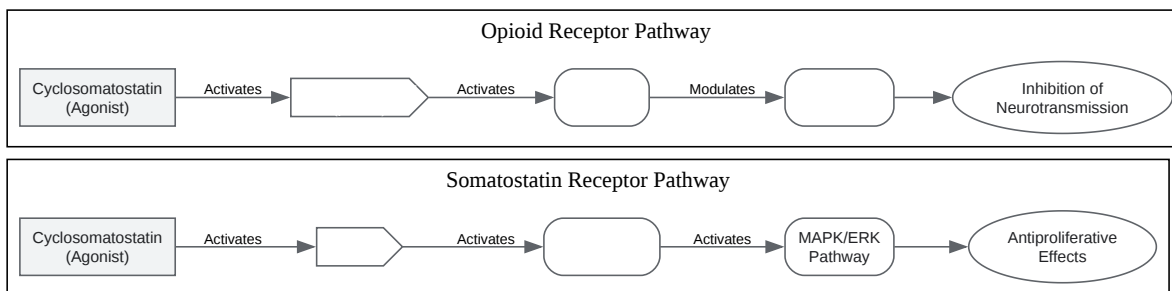 Opioid Receptor Pathway
Cyclosomatostatin
(Agonist)
Activates
Activates
Modulates
Inhibition of
Neurotransmission
Somatostatin Receptor Pathway
Cyclosomatostatin
(Agonist)
Activates
Activates
Activates
MAPK/ERK
Pathway
Antiproliferative
Effects